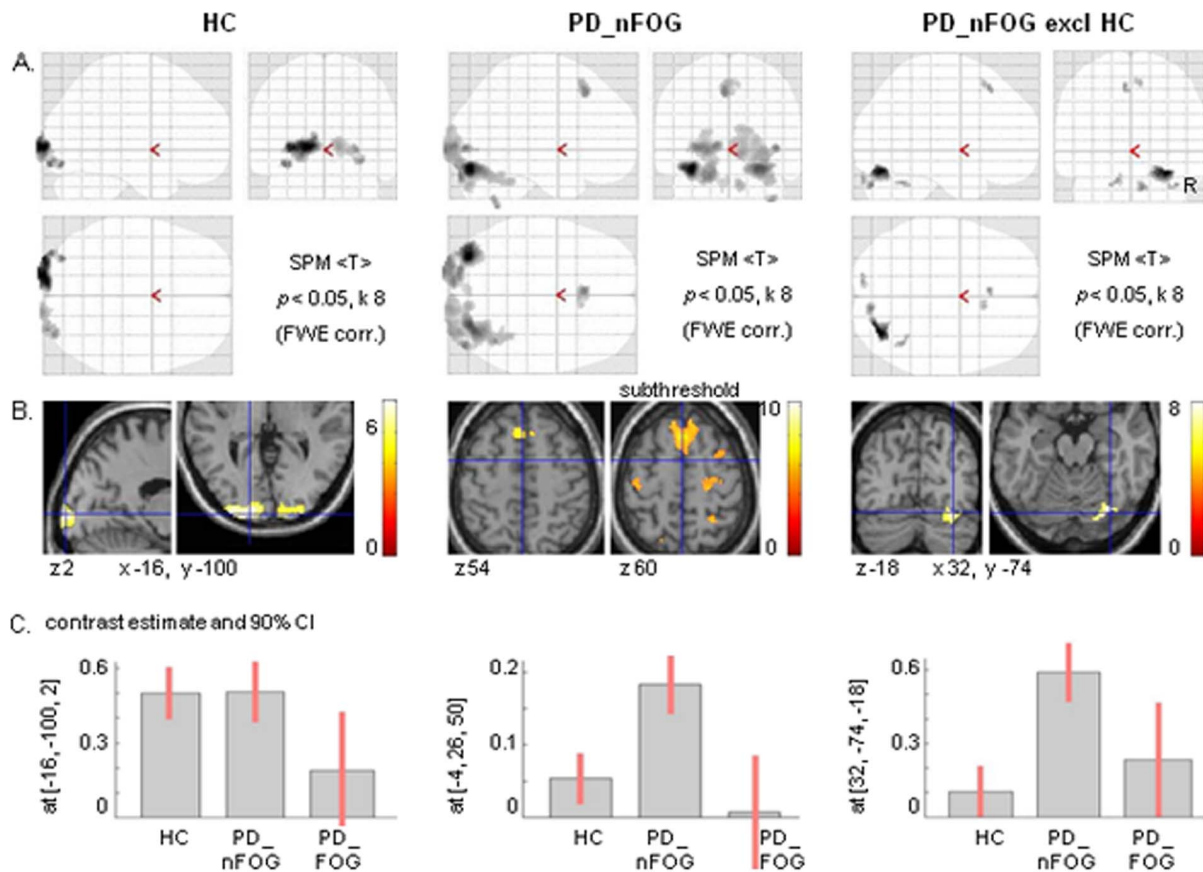 HC PD_nFOG PD_nFOG excl HC
A.
R
SPM <T> SPM <T> SPM <T>
p< 0.05, k 8 p< 0.05, k 8 p< 0.05, k 8
(FWE corr.) (FWE corr.) (FWE corr.)
subthreshold
B. 6 0 10 0 8 0
z2 x-16, y-100 z54 z60 z-18 x32, y-74
C. contrast estimate and 90% CI
at [-16, -100, 2] 0.6 0.3 0
at [-4, 26, 50] 0.2 0.1 0
at [32, -74, -18] 0.6 0.3 0
HC PD_ PD_ HC PD_ PD_ HC PD_ PD_
nFOG FOG nFOG FOG nFOG FOG